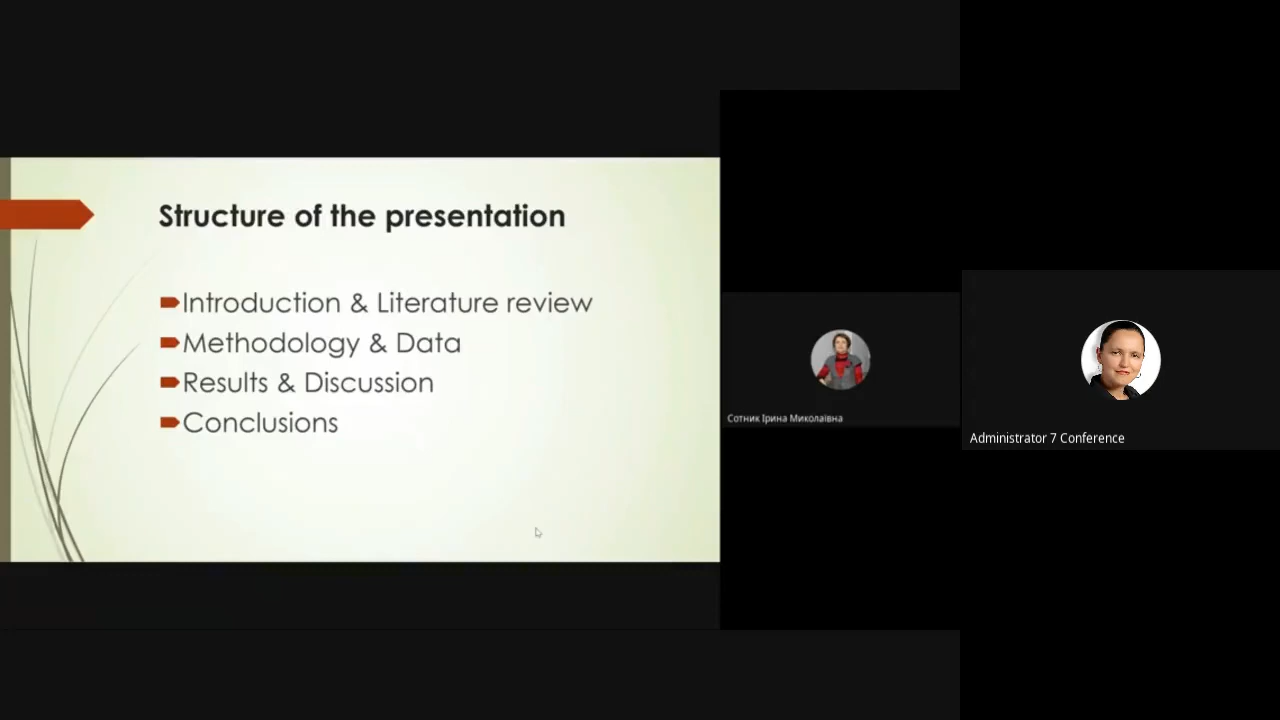 Structure of the presentation
Introduction & Literature review
Methodology & Data
Results & Discussion
Conclusions
Сотник Ірина Миколаївна
Administrator 7 Conference